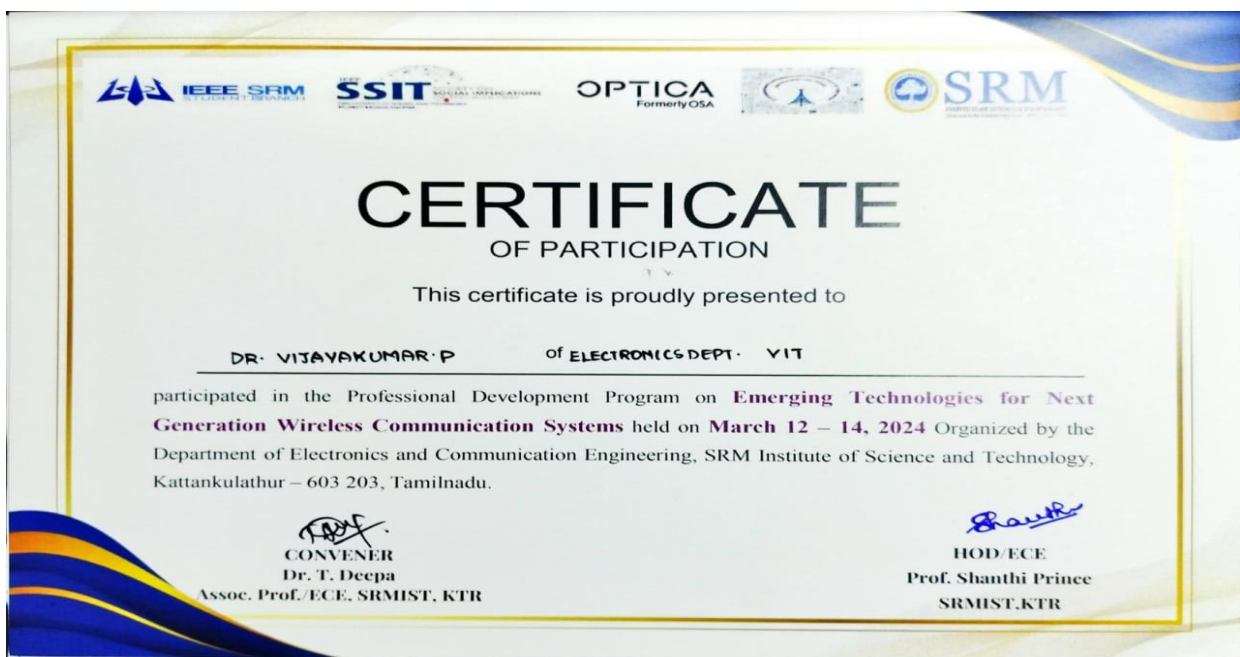 IEEE SRM
STUDENT BRANCH
IEEE
SSIT
SOCIAL IMPLICATIONS
OPTICA
Formerly OSA
SRM
CERTIFICATE
OF PARTICIPATION
This certificate is proudly presented to
DR. VIJAYAKUMAR.P of ELECTRONICS DEPT. VIT
participated in the Professional Development Program on Emerging Technologies for Next
Generation Wireless Communication Systems held on March 12 – 14, 2024 Organized by the
Department of Electronics and Communication Engineering, SRM Institute of Science and Technology,
Kattankulathur – 603 203, Tamilnadu.
CONVENER
Dr. T. Deepa
Assoc. Prof./ECE, SRMIST, KTR
Shanthi
HOD/ECE
Prof. Shanthi Prince
SRMIST,KTR